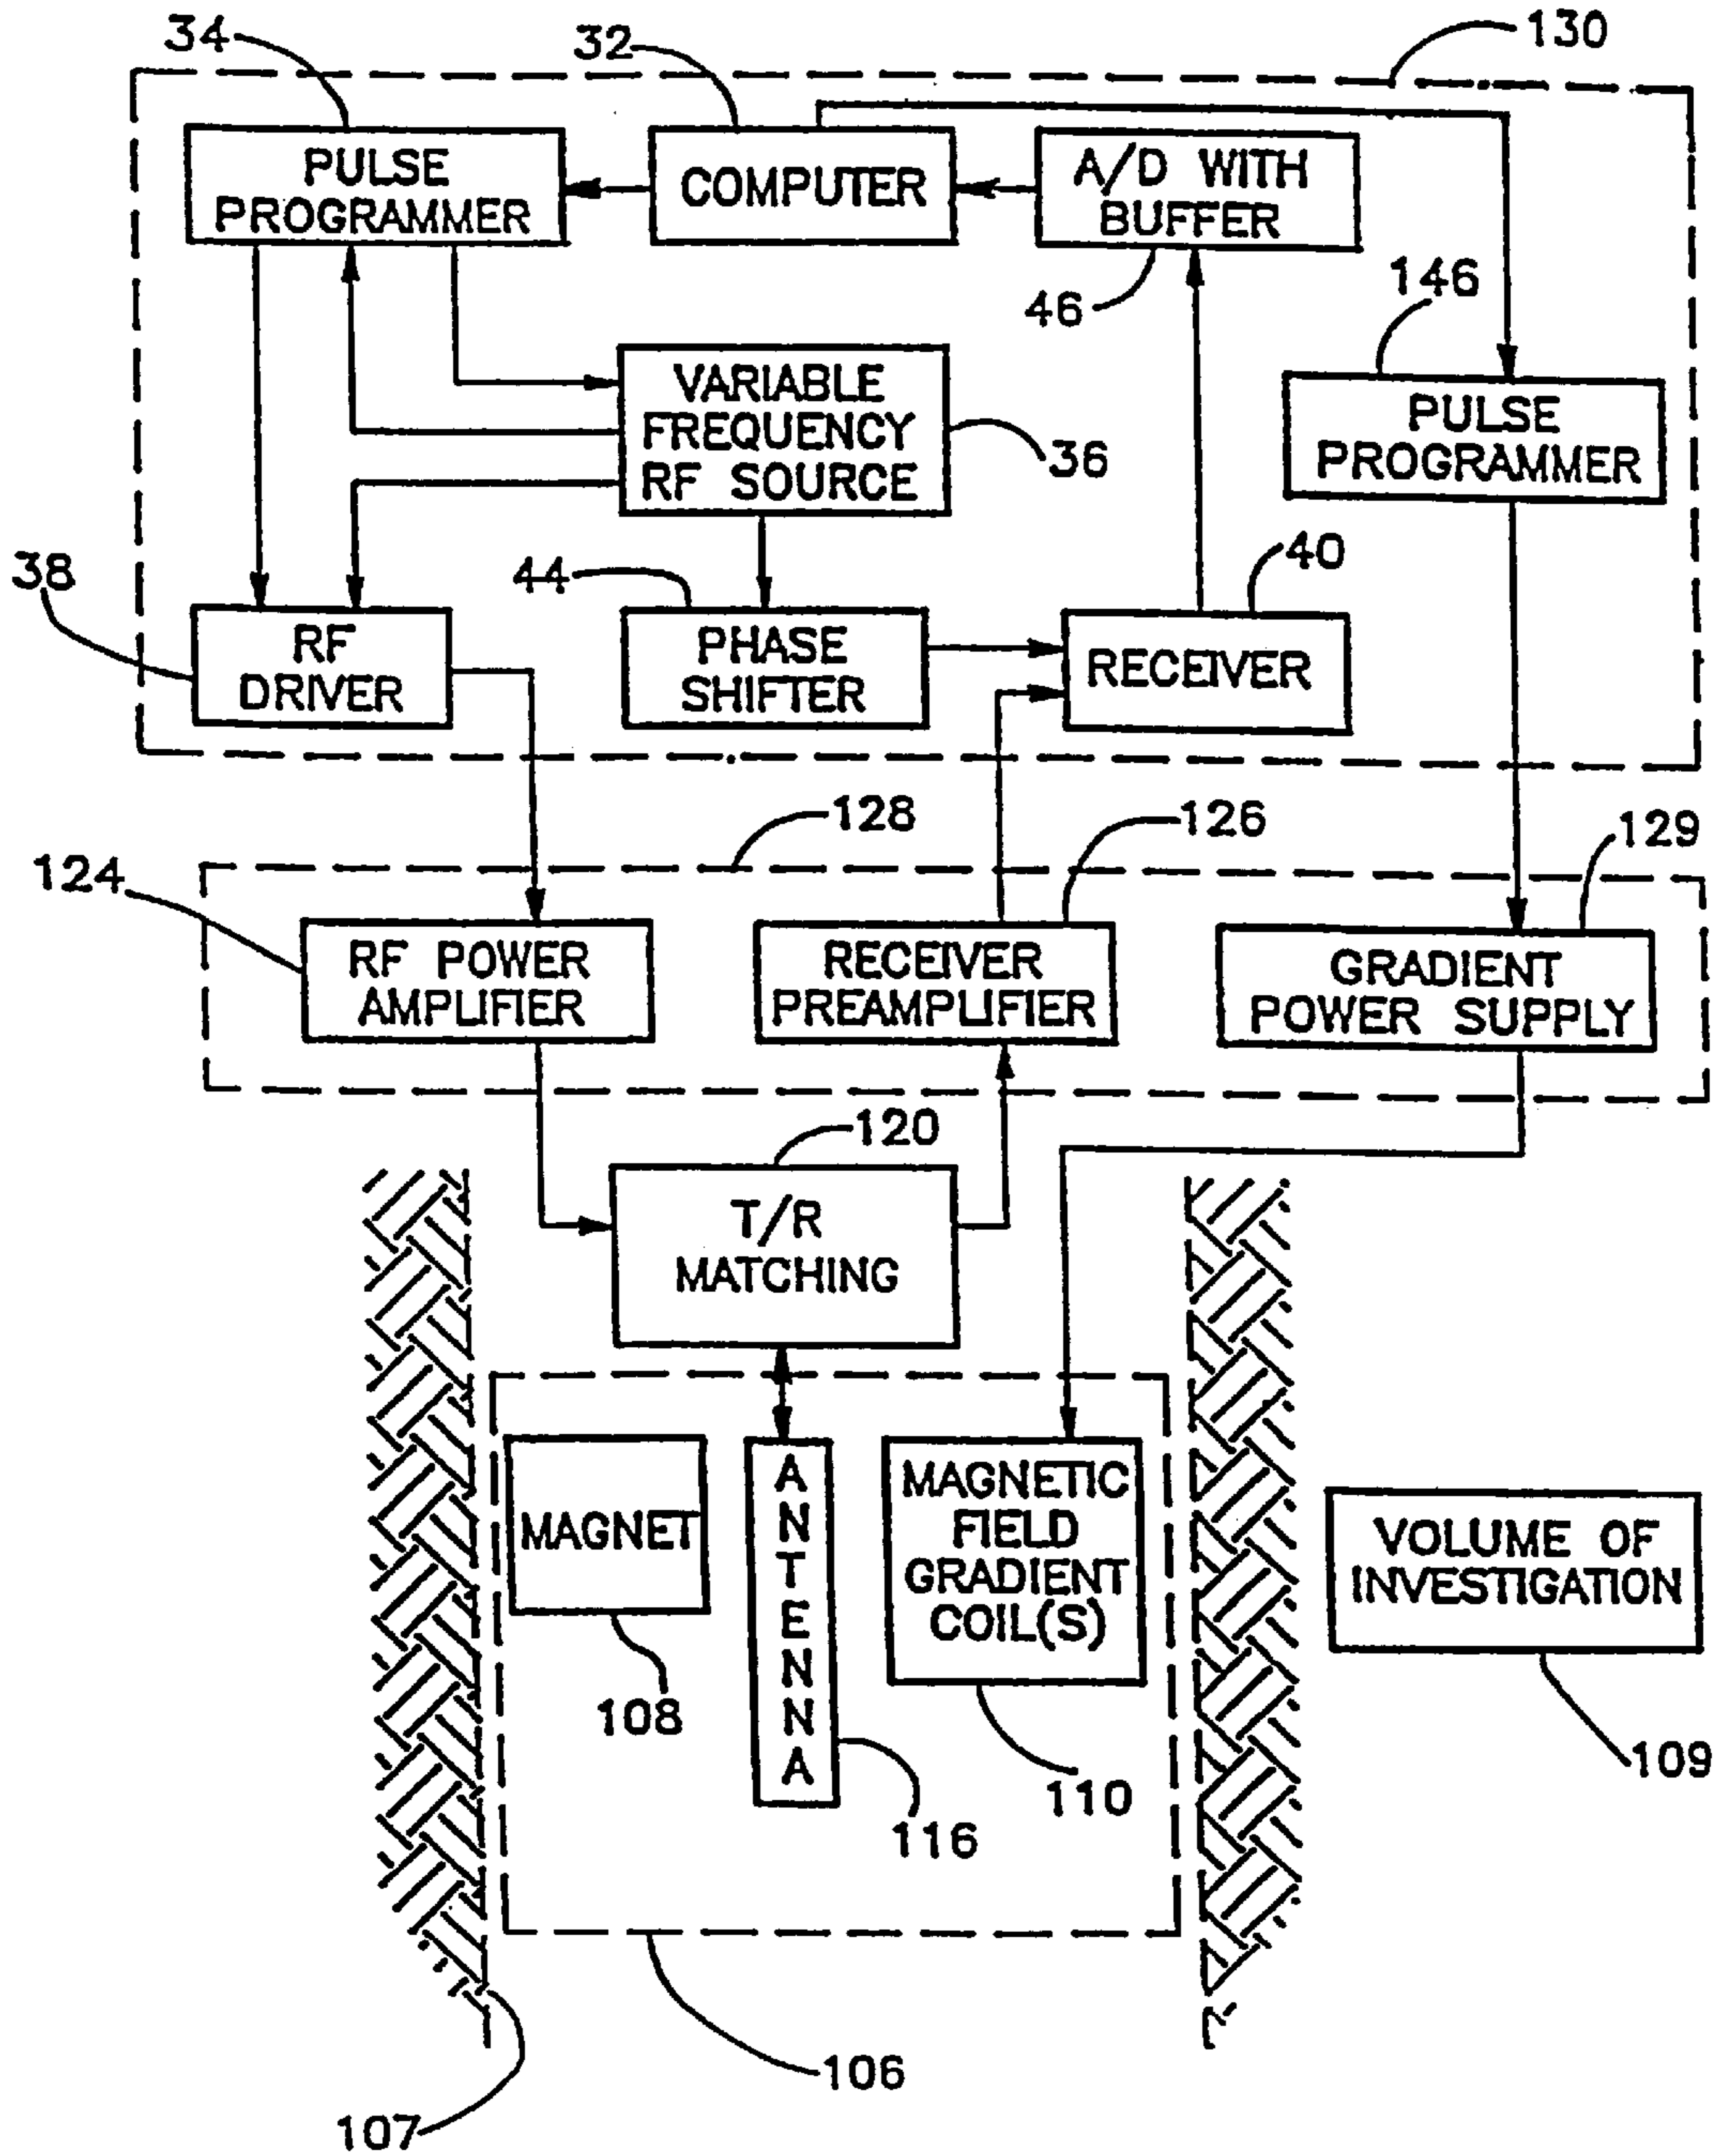 34
32
130
PULSE
PROGRAMMER
COMPUTER
A/D WITH
BUFFER
46
146
VARIABLE
FREQUENCY
RF SOURCE
36
PULSE
PROGRAMMER
38
44
40
RF
DRIVER
PHASE
SHIFTER
RECEIVER
128
126
129
124
RF POWER
AMPLIFIER
RECEIVER
PREAMPLIFIER
GRADIENT
POWER SUPPLY
120
T/R
MATCHING
MAGNET
ANTENNA
MAGNETIC
FIELD
GRADIENT
COIL(S)
VOLUME OF
INVESTIGATION
108
116
110
109
106
107